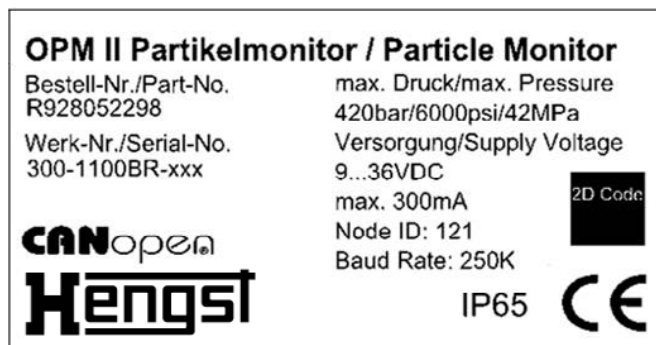 OPM II Partikelmonitor / Particle Monitor
Bestell-Nr./Part-No.
R928052298
Werk-Nr./Serial-No.
300-1100BR-xxx
max. Druck/max. Pressure
420bar/6000psi/42MPa
Versorgung/Supply Voltage
9...36VDC
max. 300mA
Node ID: 121
Baud Rate: 250K
2D Code
CANopen
Hengst
IP65
CE